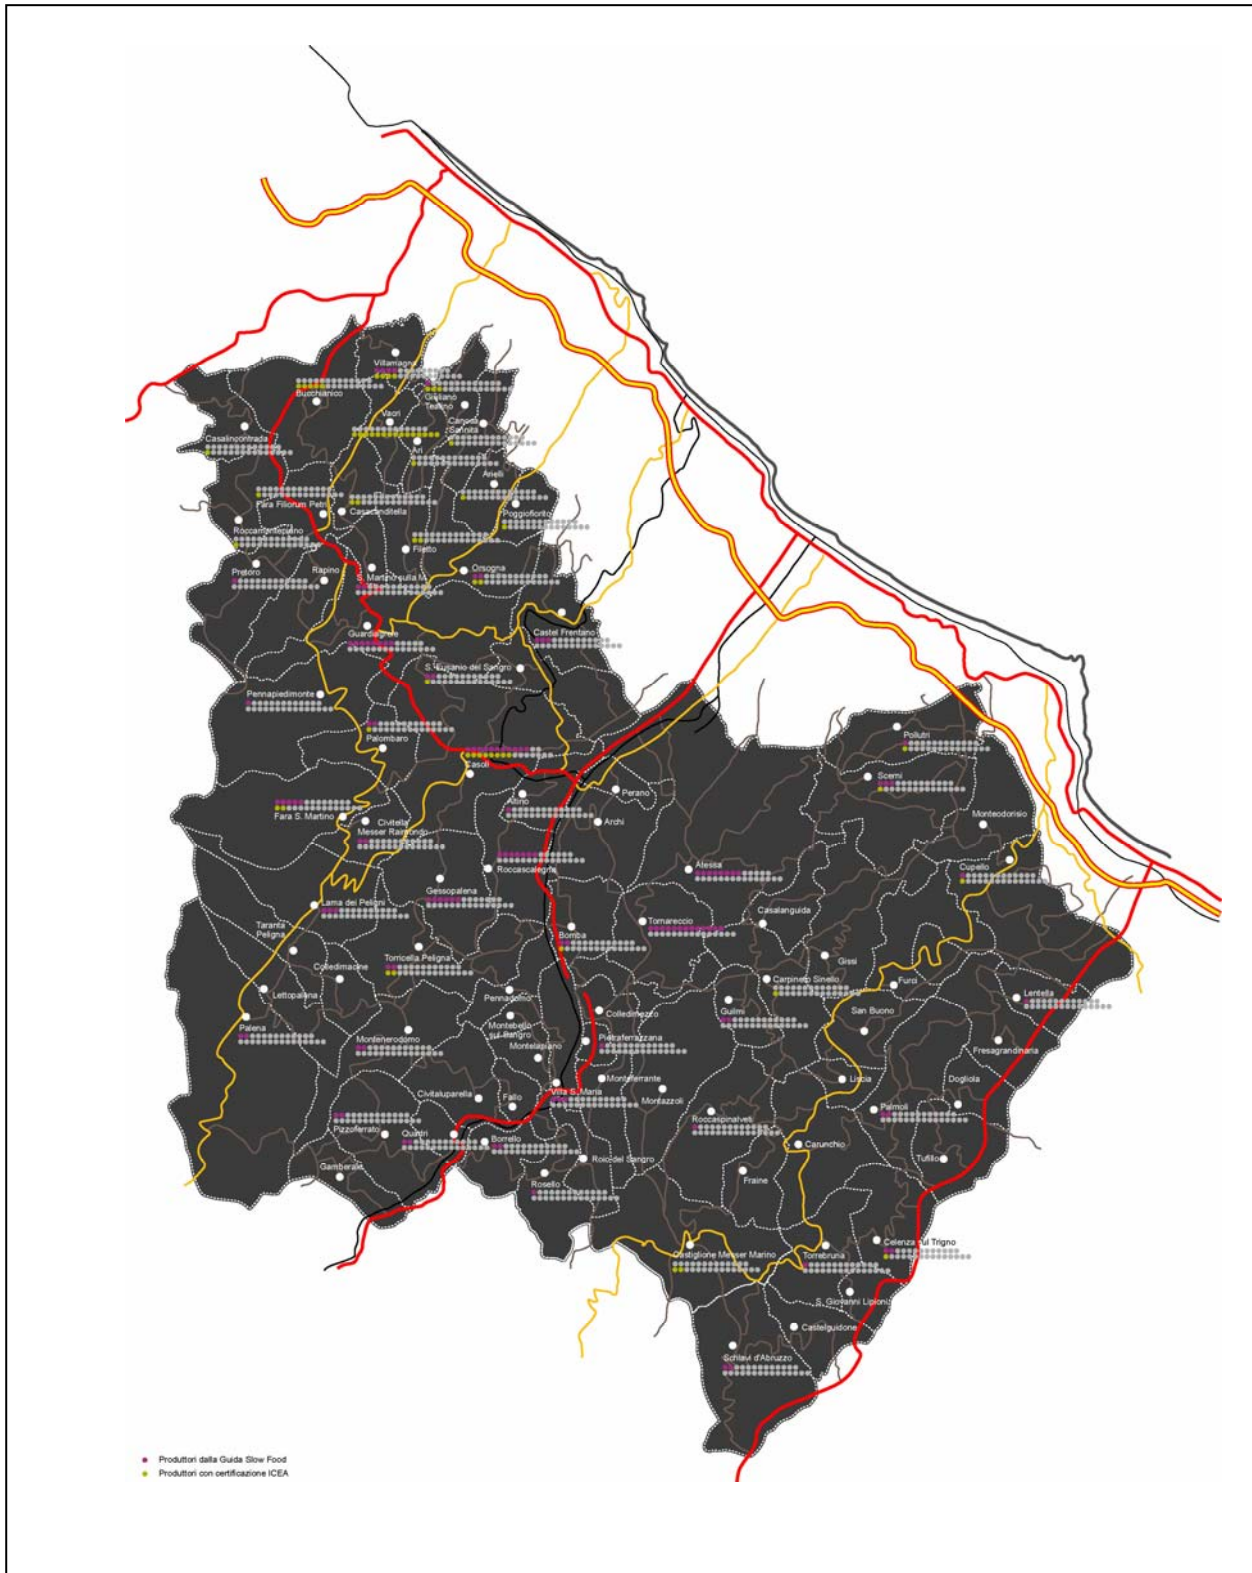 Villamagna
Bucchianico
Giuliano
Teatino
Vacri
Canosa
Sannita
Casalincontrada
Ari
Arielli
Fara Filiorum Petri
Casacanditella
Poggiofiorito
Roccamontepiano
Filetto
Pretoro
Rapino
S. Martino sulla M.
Orsogna
Guardiagrele
Castel Frentano
S. Eusanio del Sangro
Pennapiedimonte
Palombaro
Pollutri
Casoli
Scerni
Altino
Perano
Fara S. Martino
Civitella
Messer Raimondo
Archi
Monteodorisio
Roccascalegna
Atessa
Cupello
Gessopalena
Lama dei Peligni
Taranta
Peligna
Tornareccio
Casalanguida
Bomba
Torricella Peligna
Gissi
Colledimacine
Carpineto Sinello
Furci
Lettopalena
Pennadomo
Lentella
Palena
Montebello
sul Sangro
Colledimezzo
Guilmi
San Buono
Montenerodomo
Montelapiano
Pietraferrazzana
Fresagrandinaria
Monteferrante
Liscia
Villa S. Maria
Montazzoli
Civitaluparella
Fallo
Dogliola
Palmoli
Roccaspinalveti
Pizzoferrato
Quadri
Borrello
Carunchio
Roio del Sangro
Tufillo
Gamberale
Fraine
Rosello
Celenza sul Trigno
Castiglione Messer Marino
Torrebruna
S. Giovanni Lipioni
Castelguidone
Schiavi d'Abruzzo
Produttori dalla Guida Slow Food
Produttori con certificazione ICEA